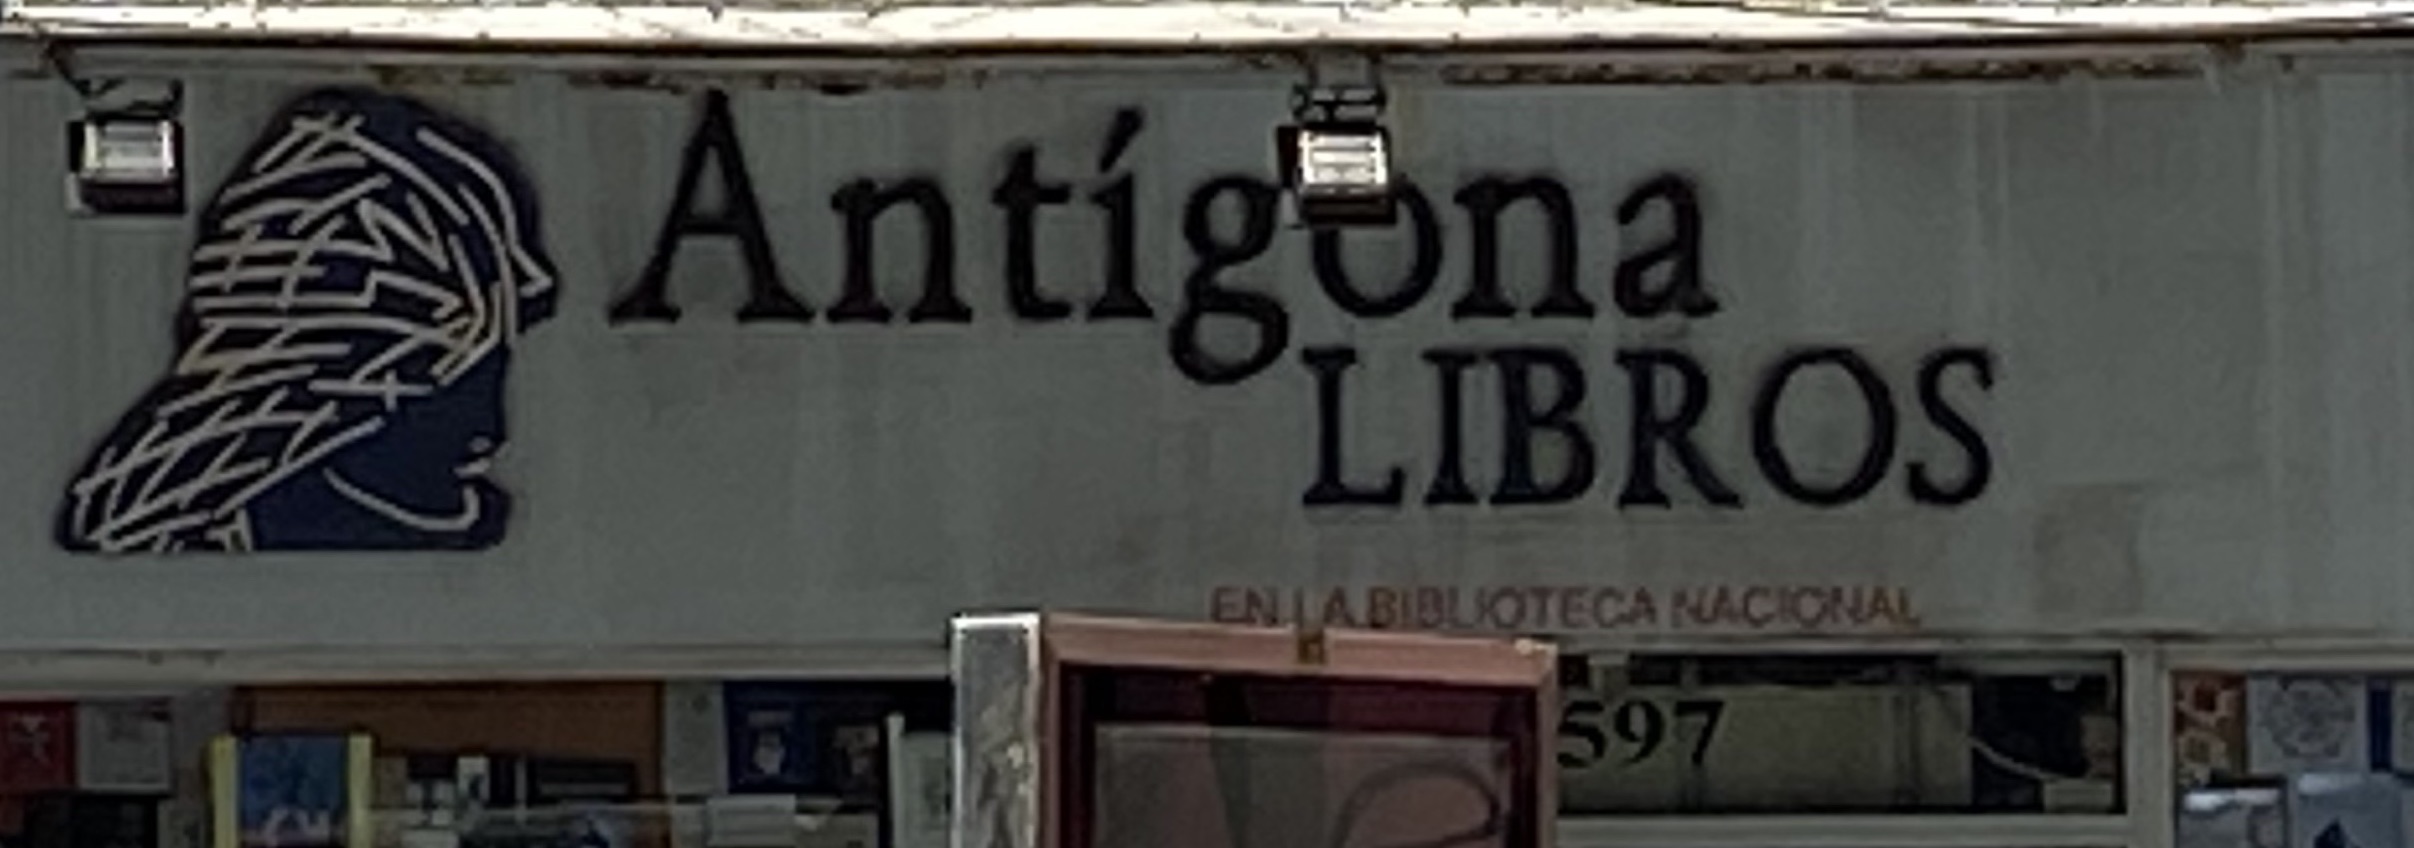 Antígona
LIBROS
EN LA BIBLIOTECA NACIONAL
597